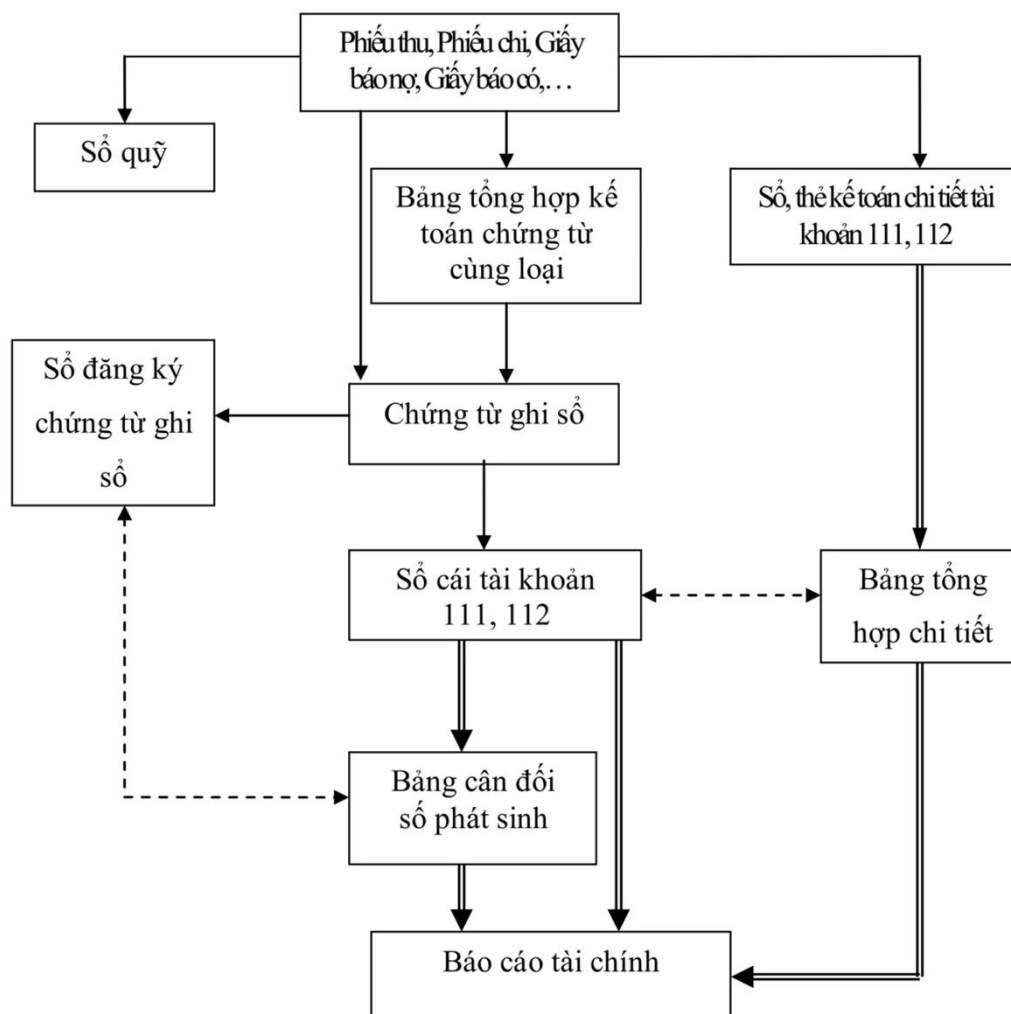 Phiếu thu, Phiếu chi, Giấy
báo nợ, Giấy báo có,…
Sổ quỹ
Bảng tổng hợp kế
toán chứng từ
cùng loại
Sổ, thẻ kế toán chi tiết tài
khoản 111, 112
Sổ đăng ký
chứng từ ghi
sổ
Chứng từ ghi sổ
Sổ cái tài khoản
111, 112
Bảng tổng
hợp chi tiết
Bảng cân đối
số phát sinh
Báo cáo tài chính